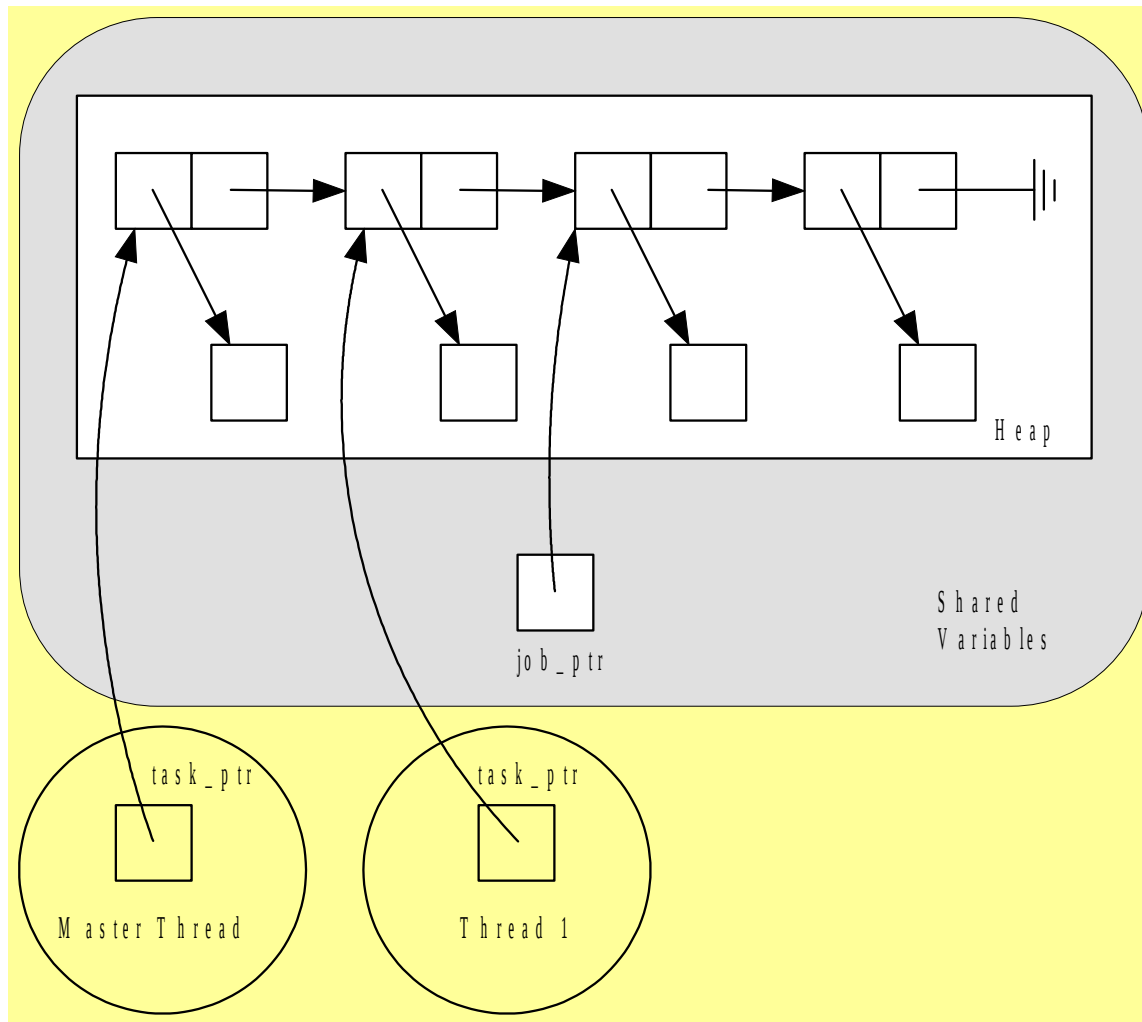 Heap
Shared
Variables
job_ptr
task_ptr
task_ptr
Master Thread
Thread 1